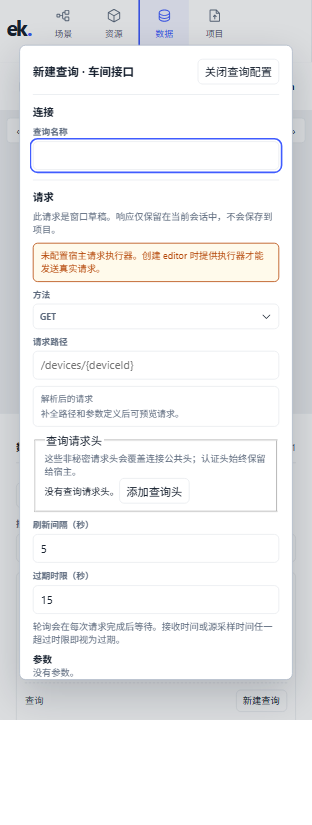 ek.
场景
资源
数据
项目
新建查询 · 车间接口
关闭查询配置
连接
查询名称
请求
此请求是窗口草稿。响应仅保留在当前会话中，不会保存到
项目。
未配置宿主请求执行器。创建 editor 时提供执行器才能
发送真实请求。
方法
GET
请求路径
/devices/{deviceId}
解析后的请求
补全路径和参数定义后可预览请求。
查询请求头
这些非秘密请求头会覆盖连接公共头；认证头始终保留
给宿主。
没有查询请求头。
添加查询头
刷新间隔（秒）
5
过期时限（秒）
15
轮询会在每次请求完成后等待。接收时间或源采样时间任一
超过时限即视为过期。
参数
没有参数。
查询
新建查询